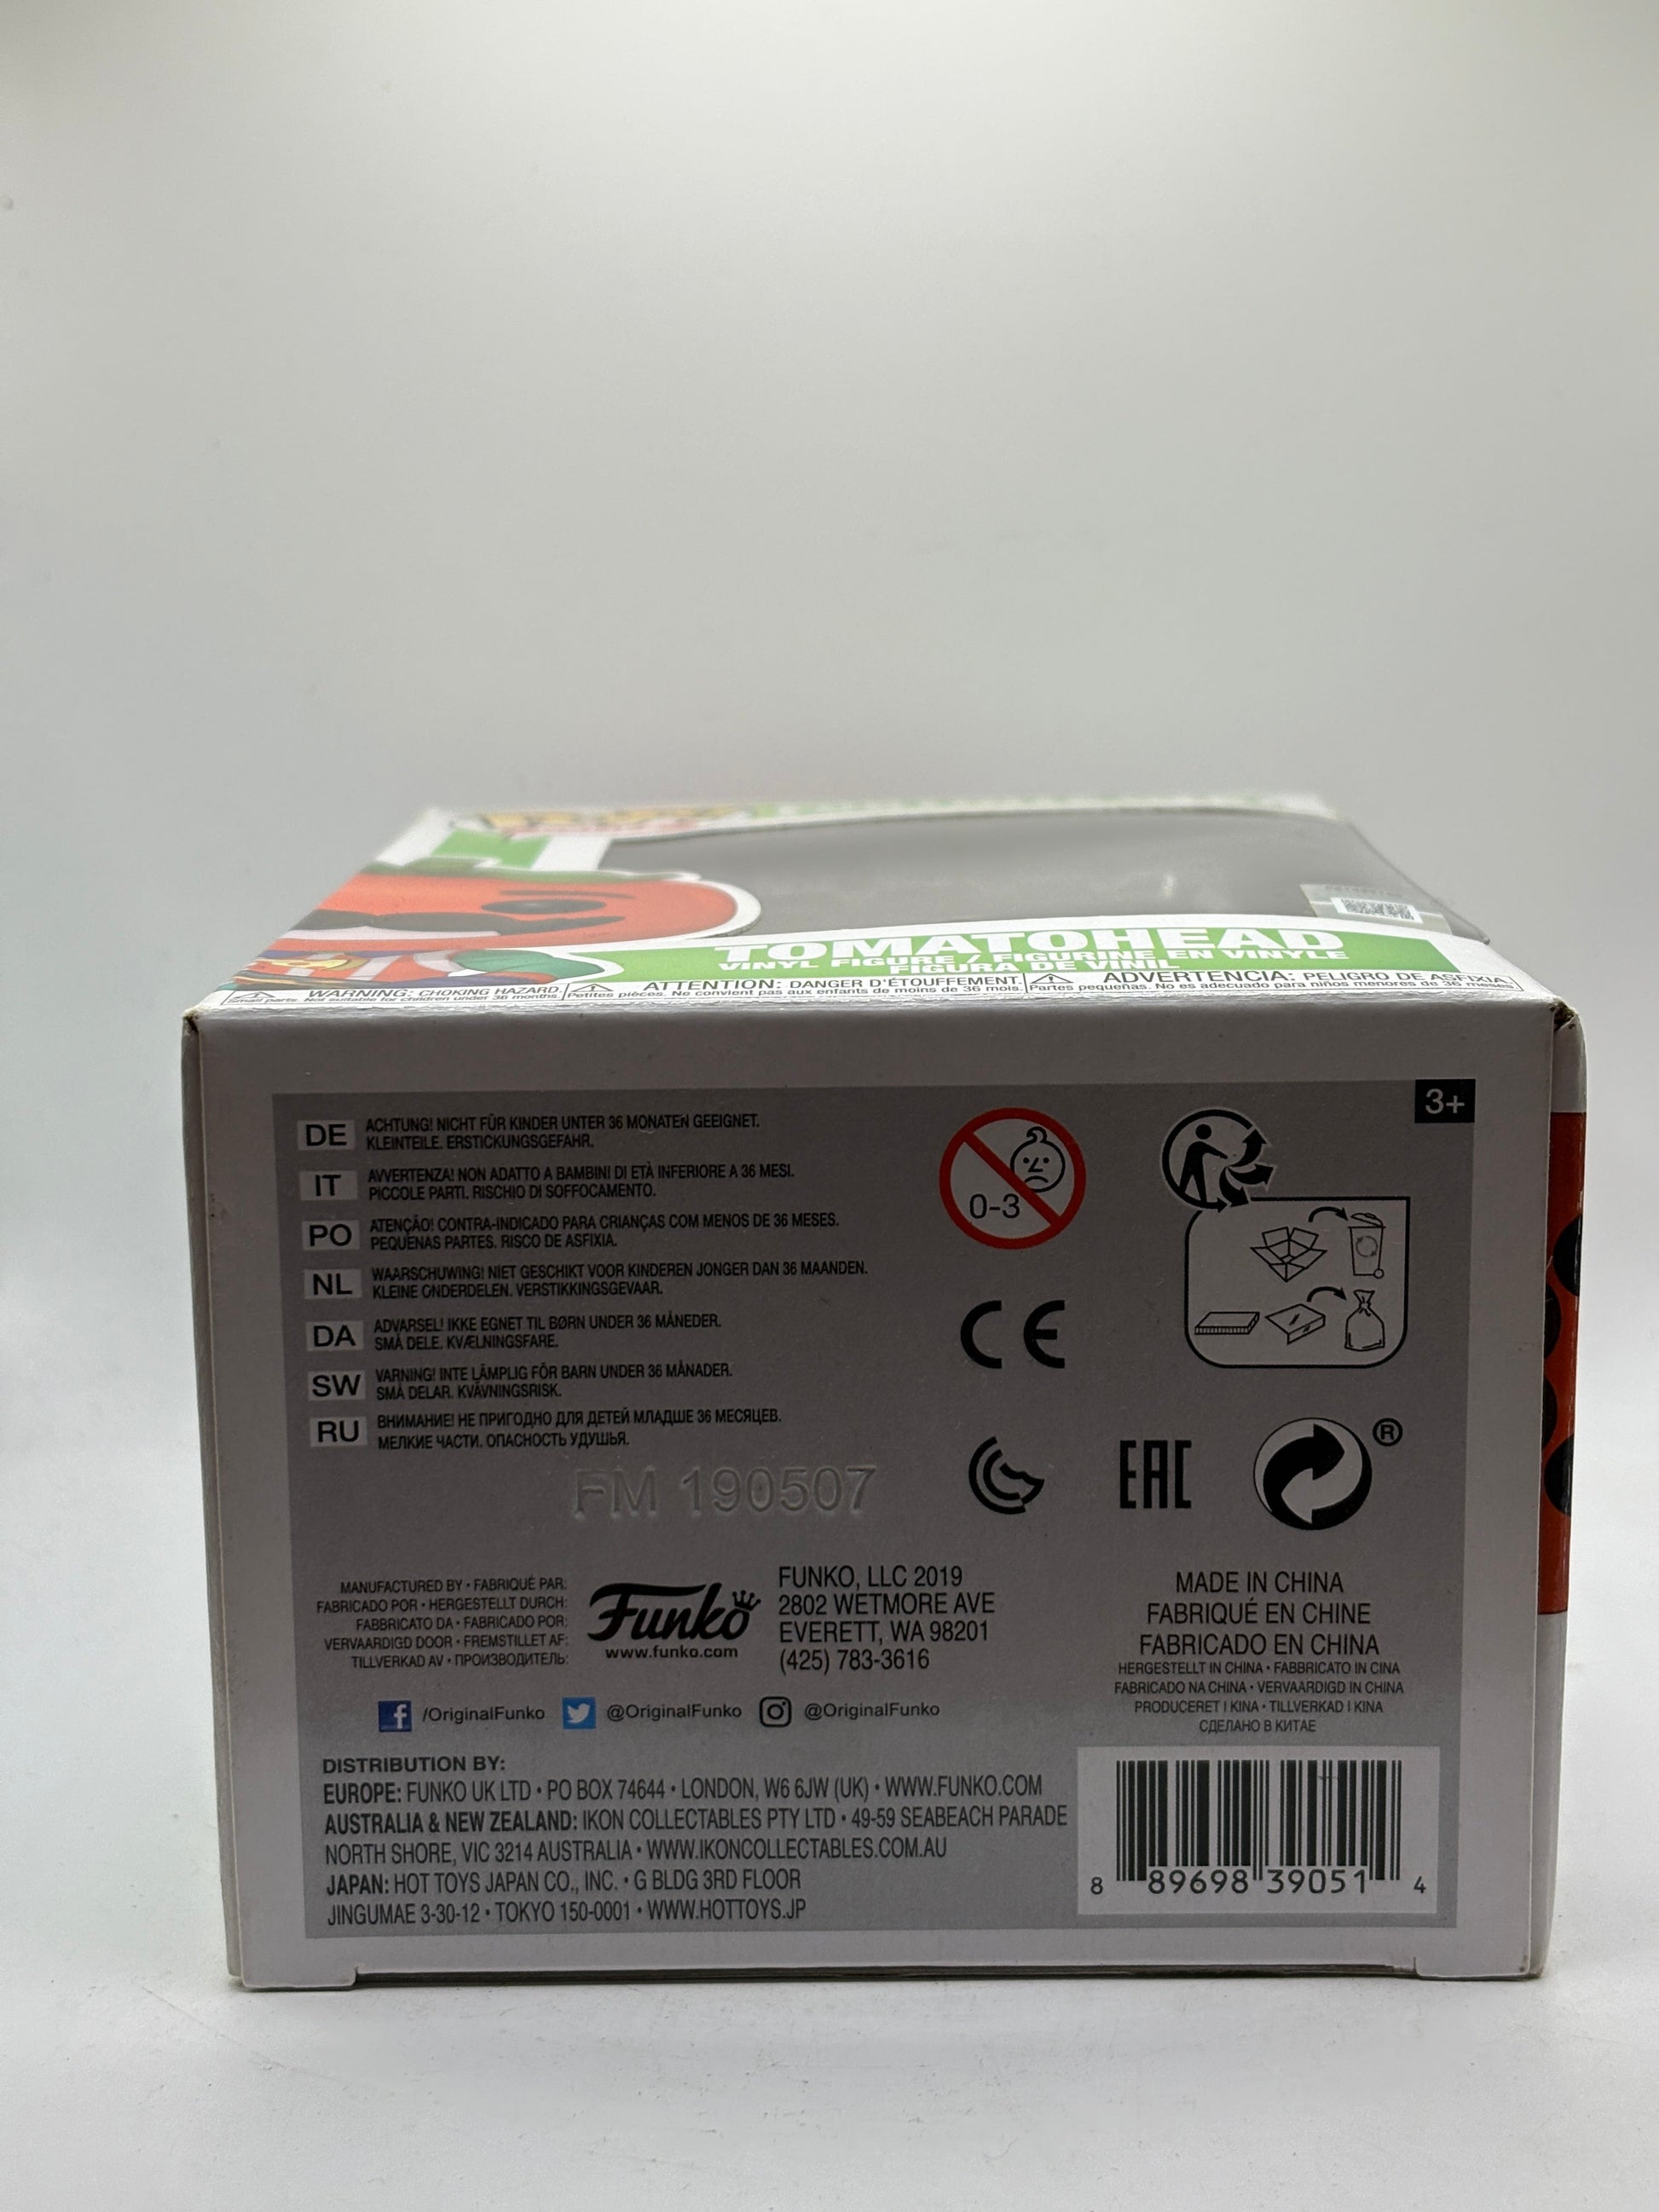 TOMATOHEAD
VINYL FIGURE / FIGURINE EN VINYLE
FIGURA DE VINIL
WARNING: CHOKING HAZARD.
Small parts. Not suitable for children under 36 months.
ATTENTION: DANGER D'ÉTOUFFEMENT.
Petites pièces. Ne convient pas aux enfants de moins de 36 mois.
ADVERTENCIA: PELIGRO DE ASFIXIA
Partes pequeñas. No es adecuado para niños menores de 36 meses
3+
DE ACHTUNG! NICHT FÜR KINDER UNTER 36 MONATEN GEEIGNET.
KLEINTEILE. ERSTICKUNGSGEFAHR.
IT AVVERTENZA! NON ADATTO A BAMBINI DI ETÀ INFERIORE A 36 MESI.
PICCOLE PARTI. RISCHIO DI SOFFOCAMENTO.
PO ATENÇÃO! CONTRA-INDICADO PARA CRIANÇAS COM MENOS DE 36 MESES.
PEQUENAS PARTES. RISCO DE ASFIXIA.
NL WAARSCHUWING! NIET GESCHIKT VOOR KINDEREN JONGER DAN 36 MAANDEN.
KLEINE ONDERDELEN. VERSTIKKINGSGEVAAR.
DA ADVARSEL! IKKE EGNET TIL BØRN UNDER 36 MÅNEDER.
SMÅ DELE. KVÆLNINGSFARE.
SW VARNING! INTE LÄMPLIG FÖR BARN UNDER 36 MÅNADER.
SMÅ DELAR. KVÄVNINGSRISK.
RU ВНИМАНИЕ! НЕ ПРИГОДНО ДЛЯ ДЕТЕЙ МЛАДШЕ 36 МЕСЯЦЕВ.
МЕЛКИЕ ЧАСТИ. ОПАСНОСТЬ УДУШЬЯ.
0-3
CE
EAC
®
FM 190507
MANUFACTURED BY • FABRIQUÉ PAR:
FABRICADO POR • HERGESTELLT DURCH:
FABBRICATO DA • FABRICADO POR:
VERVAARDIGD DOOR • FREMSTILLET AF:
TILLVERKAD AV • ПРОИЗВОДИТЕЛЬ:
Funko
www.funko.com
FUNKO, LLC 2019
2802 WETMORE AVE
EVERETT, WA 98201
(425) 783-3616
MADE IN CHINA
FABRIQUÉ EN CHINE
FABRICADO EN CHINA
HERGESTELLT IN CHINA • FABBRICATO IN CINA
FABRICADO NA CHINA • VERVAARDIGD IN CHINA
PRODUCERET I KINA • TILLVERKAD I KINA
СДЕЛАНО В КИТАЕ
/OriginalFunko @OriginalFunko @OriginalFunko
DISTRIBUTION BY:
EUROPE: FUNKO UK LTD • PO BOX 74644 • LONDON, W6 6JW (UK) • WWW.FUNKO.COM
AUSTRALIA & NEW ZEALAND: IKON COLLECTABLES PTY LTD • 49-59 SEABEACH PARADE
NORTH SHORE, VIC 3214 AUSTRALIA • WWW.IKONCOLLECTABLES.COM.AU
JAPAN: HOT TOYS JAPAN CO., INC. • G BLDG 3RD FLOOR
JINGUMAE 3-30-12 • TOKYO 150-0001 • WWW.HOTTOYS.JP
8 89698 39051 4